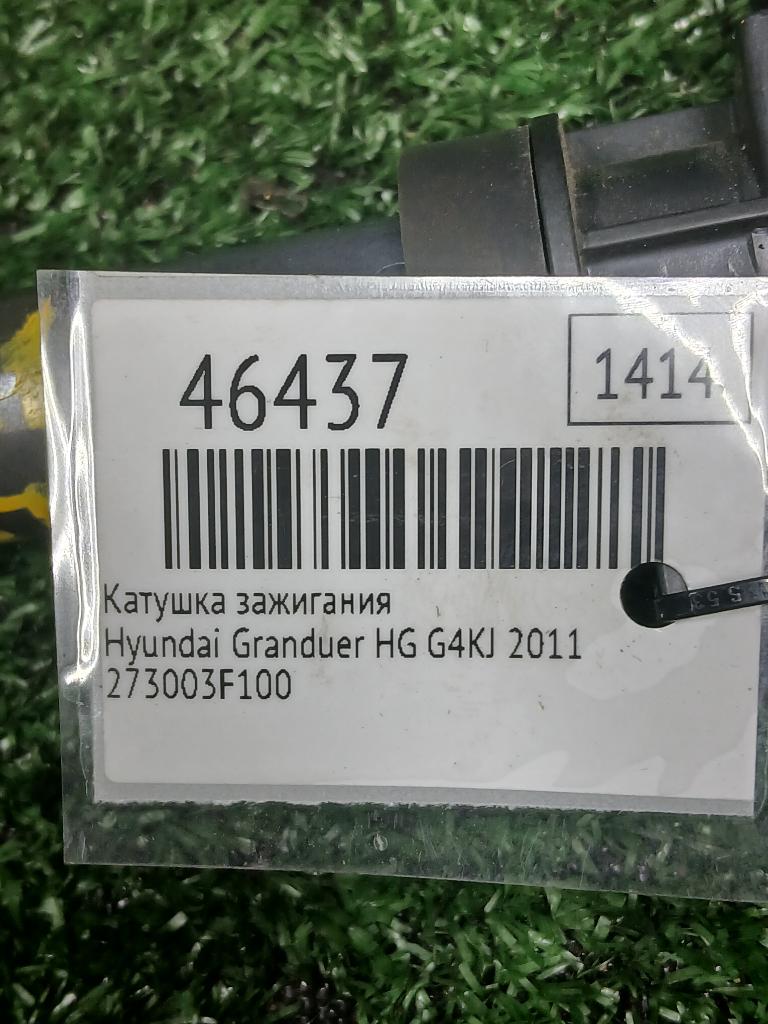 46437
1414
Катушка зажигания
Hyundai Granduer HG G4KJ 2011
273003F100